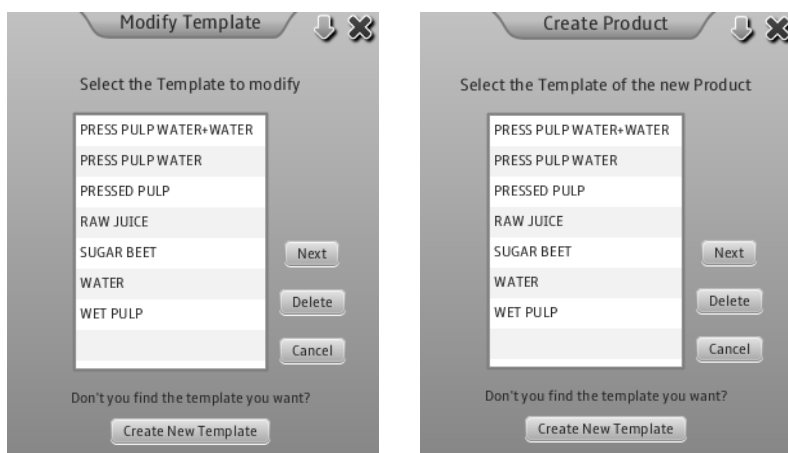 Modify Template
Select the Template to modify
PRESS PULP WATER+WATER
PRESS PULP WATER
PRESSED PULP
RAW JUICE
SUGAR BEET
WATER
WET PULP
Next
Delete
Cancel
Don't you find the template you want?
Create New Template
Create Product
Select the Template of the new Product
PRESS PULP WATER+WATER
PRESS PULP WATER
PRESSED PULP
RAW JUICE
SUGAR BEET
WATER
WET PULP
Next
Delete
Cancel
Don't you find the template you want?
Create New Template